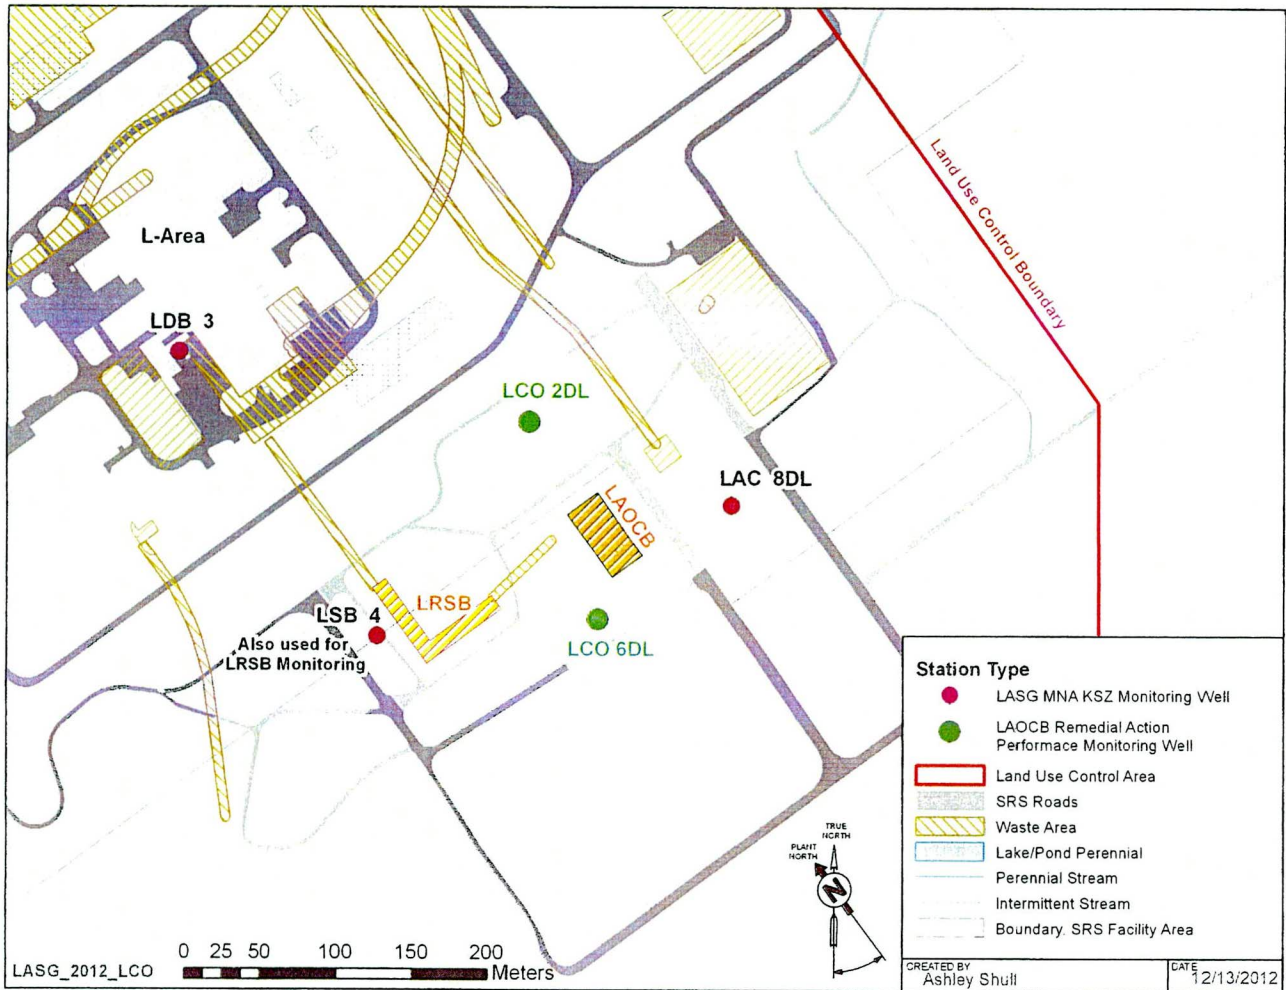 Land Use Control Boundary
L-Area
LDB 3
LCO 2DL
LAC 8DL
LAOCB
LRSB
LSB 4
Also used for
LRSB Monitoring
LCO 6DL
Station Type
LASG MNA KSZ Monitoring Well
LAOCB Remedial Action
Performace Monitoring Well
Land Use Control Area
SRS Roads
Waste Area
Lake/Pond Perennial
Perennial Stream
Intermittent Stream
Boundary. SRS Facility Area
TRUE
NORTH
PLANT
NORTH
N
0 25 50 100 150 200
Meters
LASG_2012_LCO
CREATED BY
Ashley Shull
DATE
12/13/2012